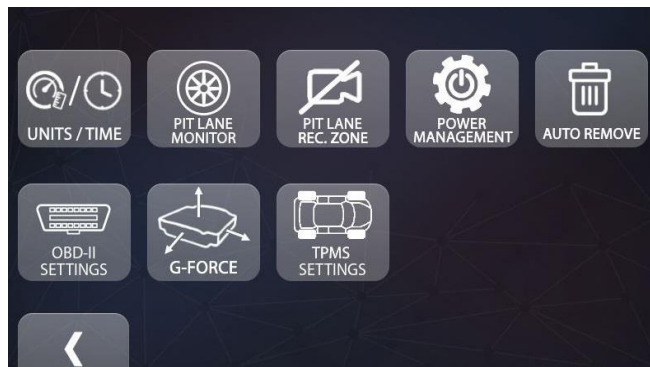 UNITS / TIME
PIT LANE
MONITOR
PIT LANE
REC. ZONE
POWER
MANAGEMENT
AUTO REMOVE
OBD-II
SETTINGS
G-FORCE
TPMS
SETTINGS